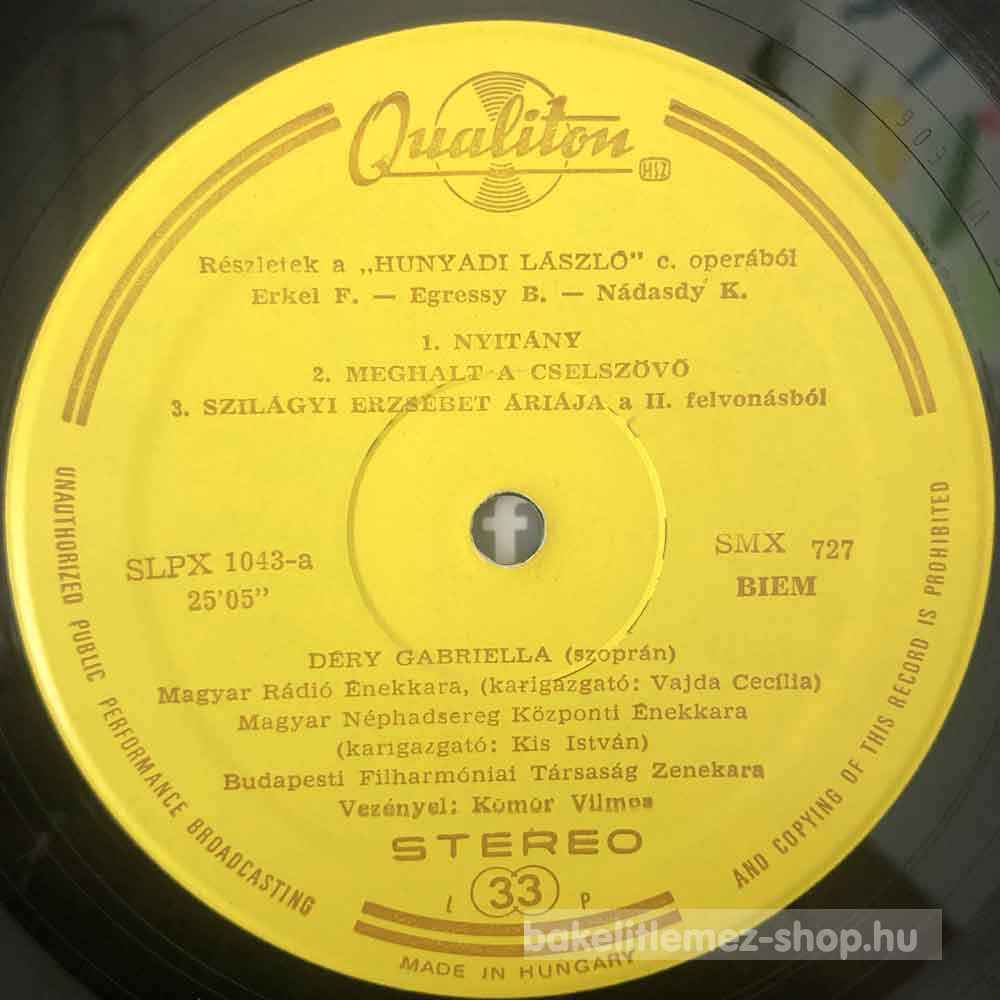 Qualiton
MHSZ
Részletek a „HUNYADI LÁSZLÓ” c. operából
Erkel F. — Egressy B. — Nádasdy K.
1. NYITÁNY
2. MEGHALT A CSELSZÖVŐ
3. SZILÁGYI ERZSÉBET ÁRIÁJA a II. felvonásból
SLPX 1043-a
25'05”
SMX 727
BIEM
DÉRY GABRIELLA (szoprán)
Magyar Rádió Énekkara, (karigazgató: Vajda Cecília)
Magyar Néphadsereg Központi Énekkara
(karigazgató: Kis István)
Budapesti Filharmóniai Társaság Zenekara
Vezényel: Komor Vilmos
STEREO
L 33 P
UNAUTHORIZED PUBLIC PERFORMANCE BROADCASTING
AND COPYING OF THIS RECORD IS PROHIBITED
MADE IN HUNGARY
f
bakelitlemez-shop.hu